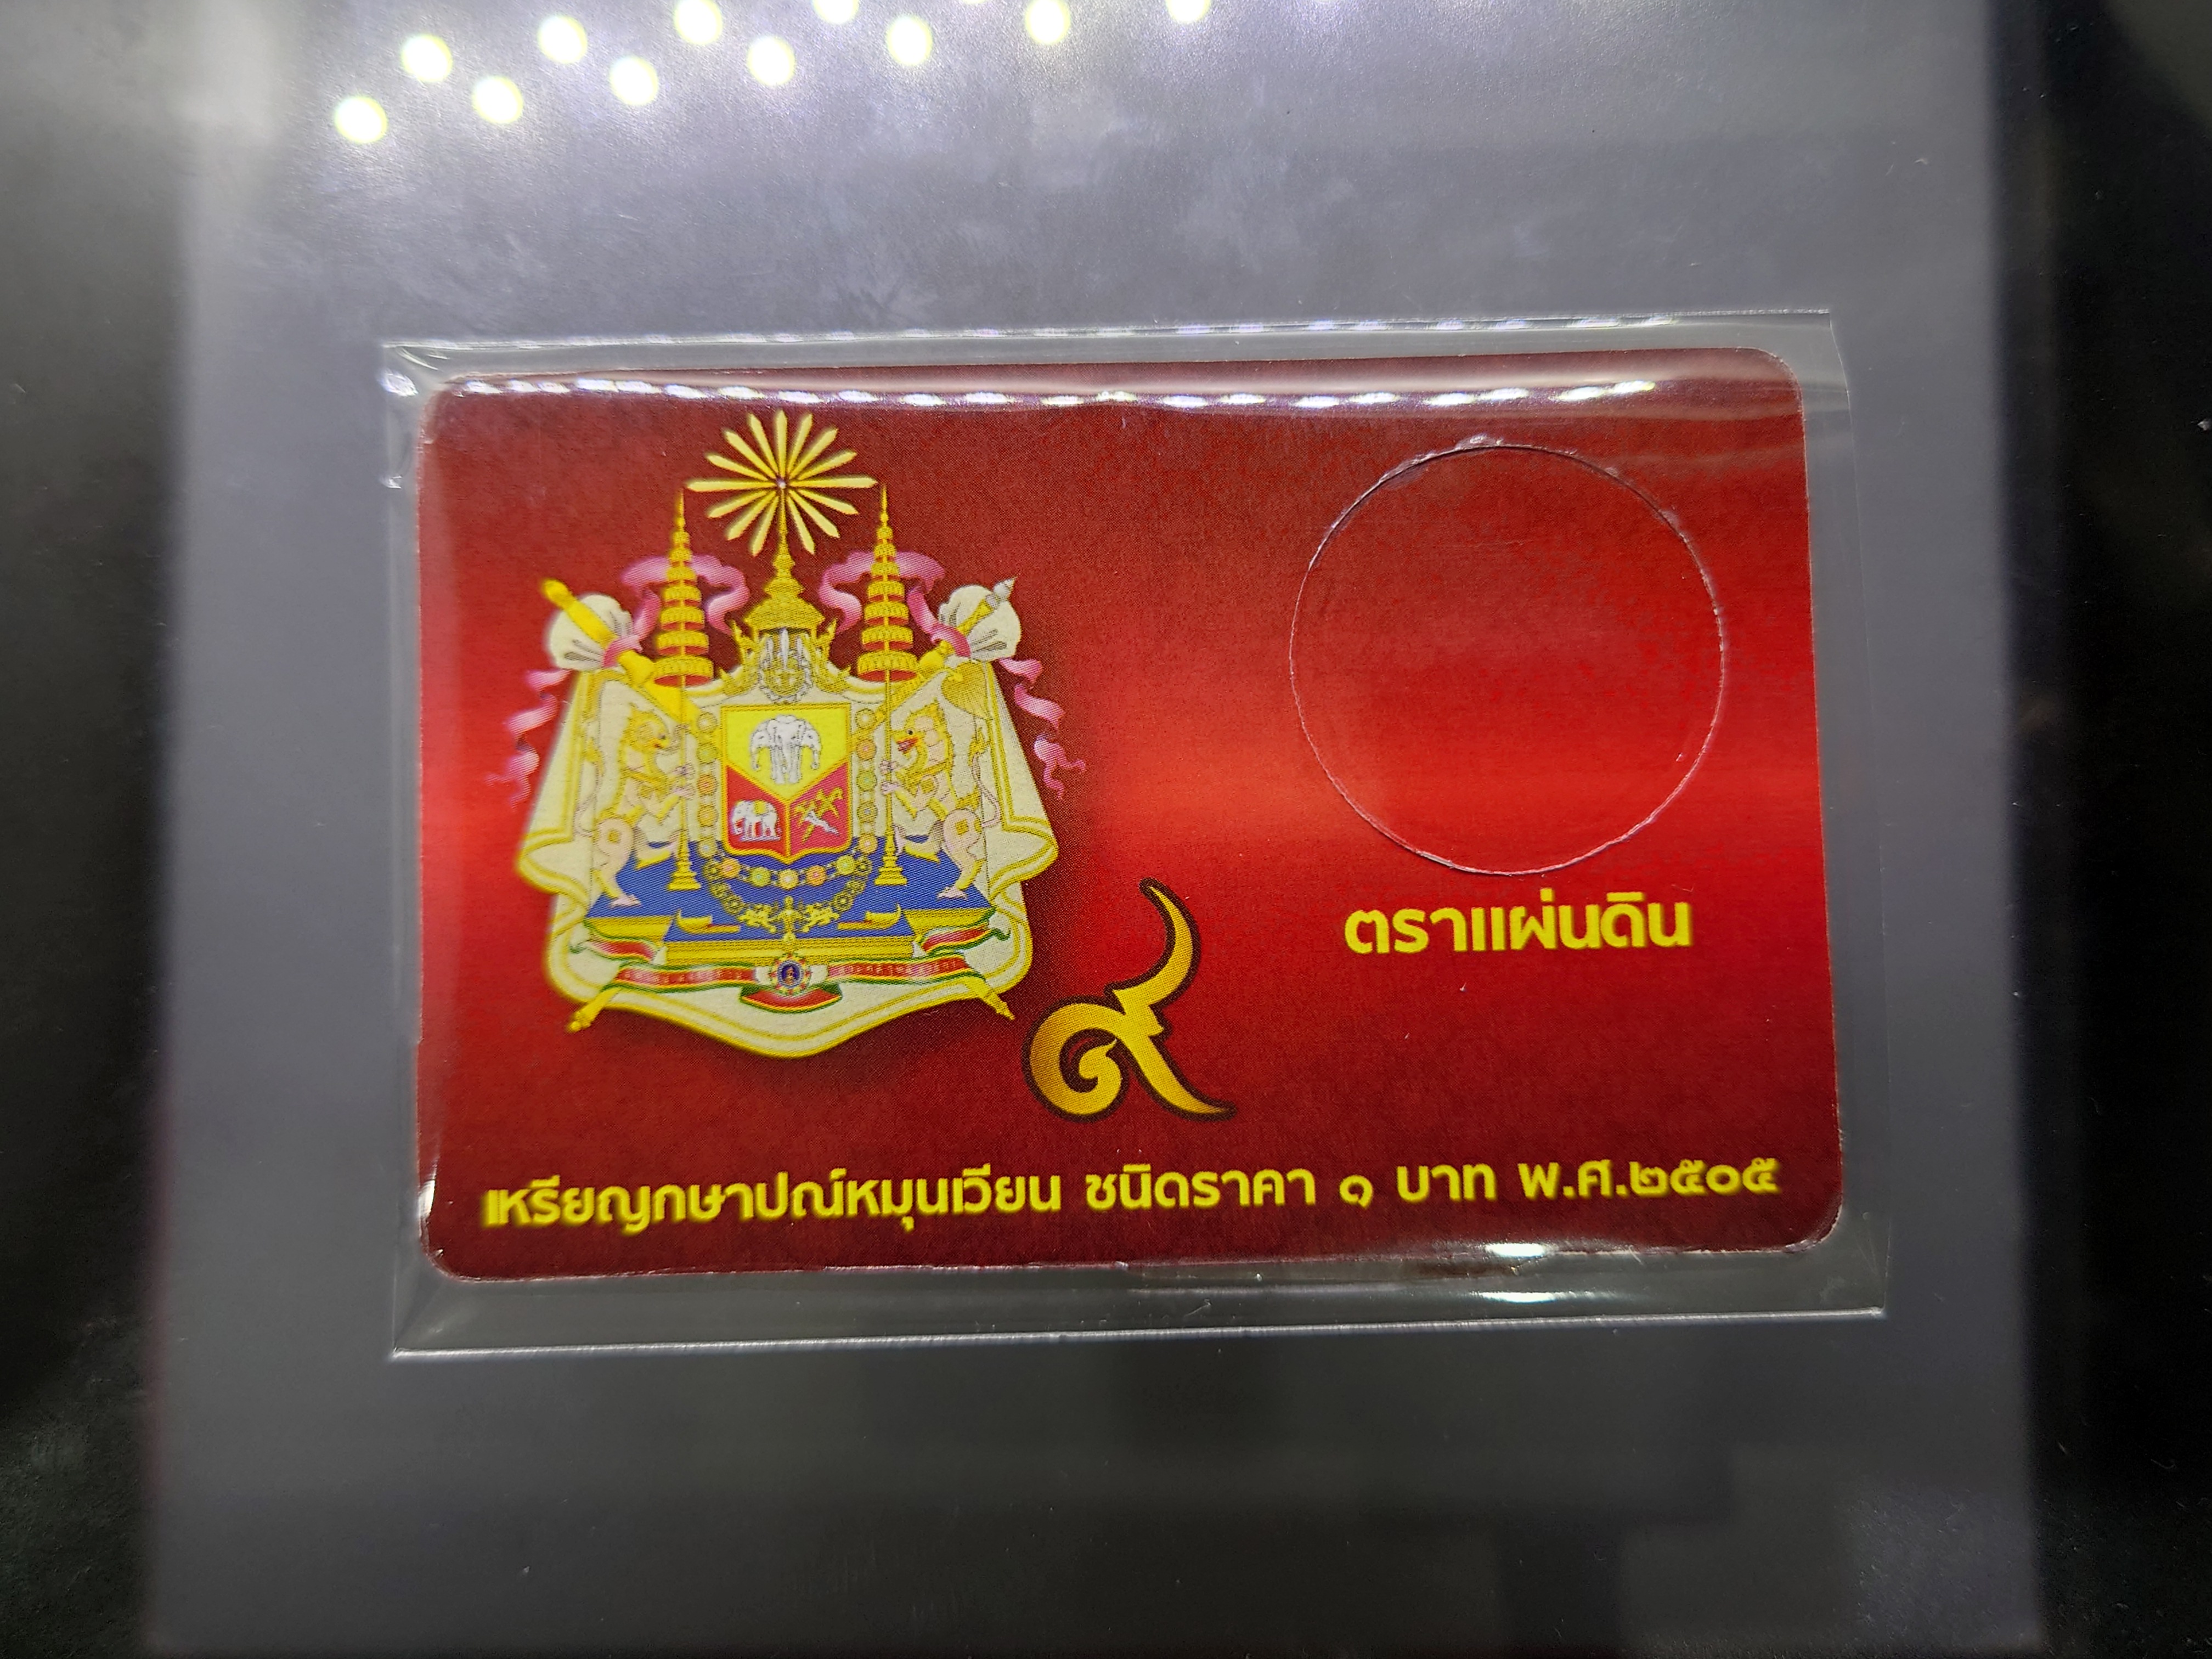 ตราแผ่นดิน
๙
เหรียญกษาปณ์หมุนเวียน ชนิดราคา ๑ บาท พ.ศ.๒๕๐๕